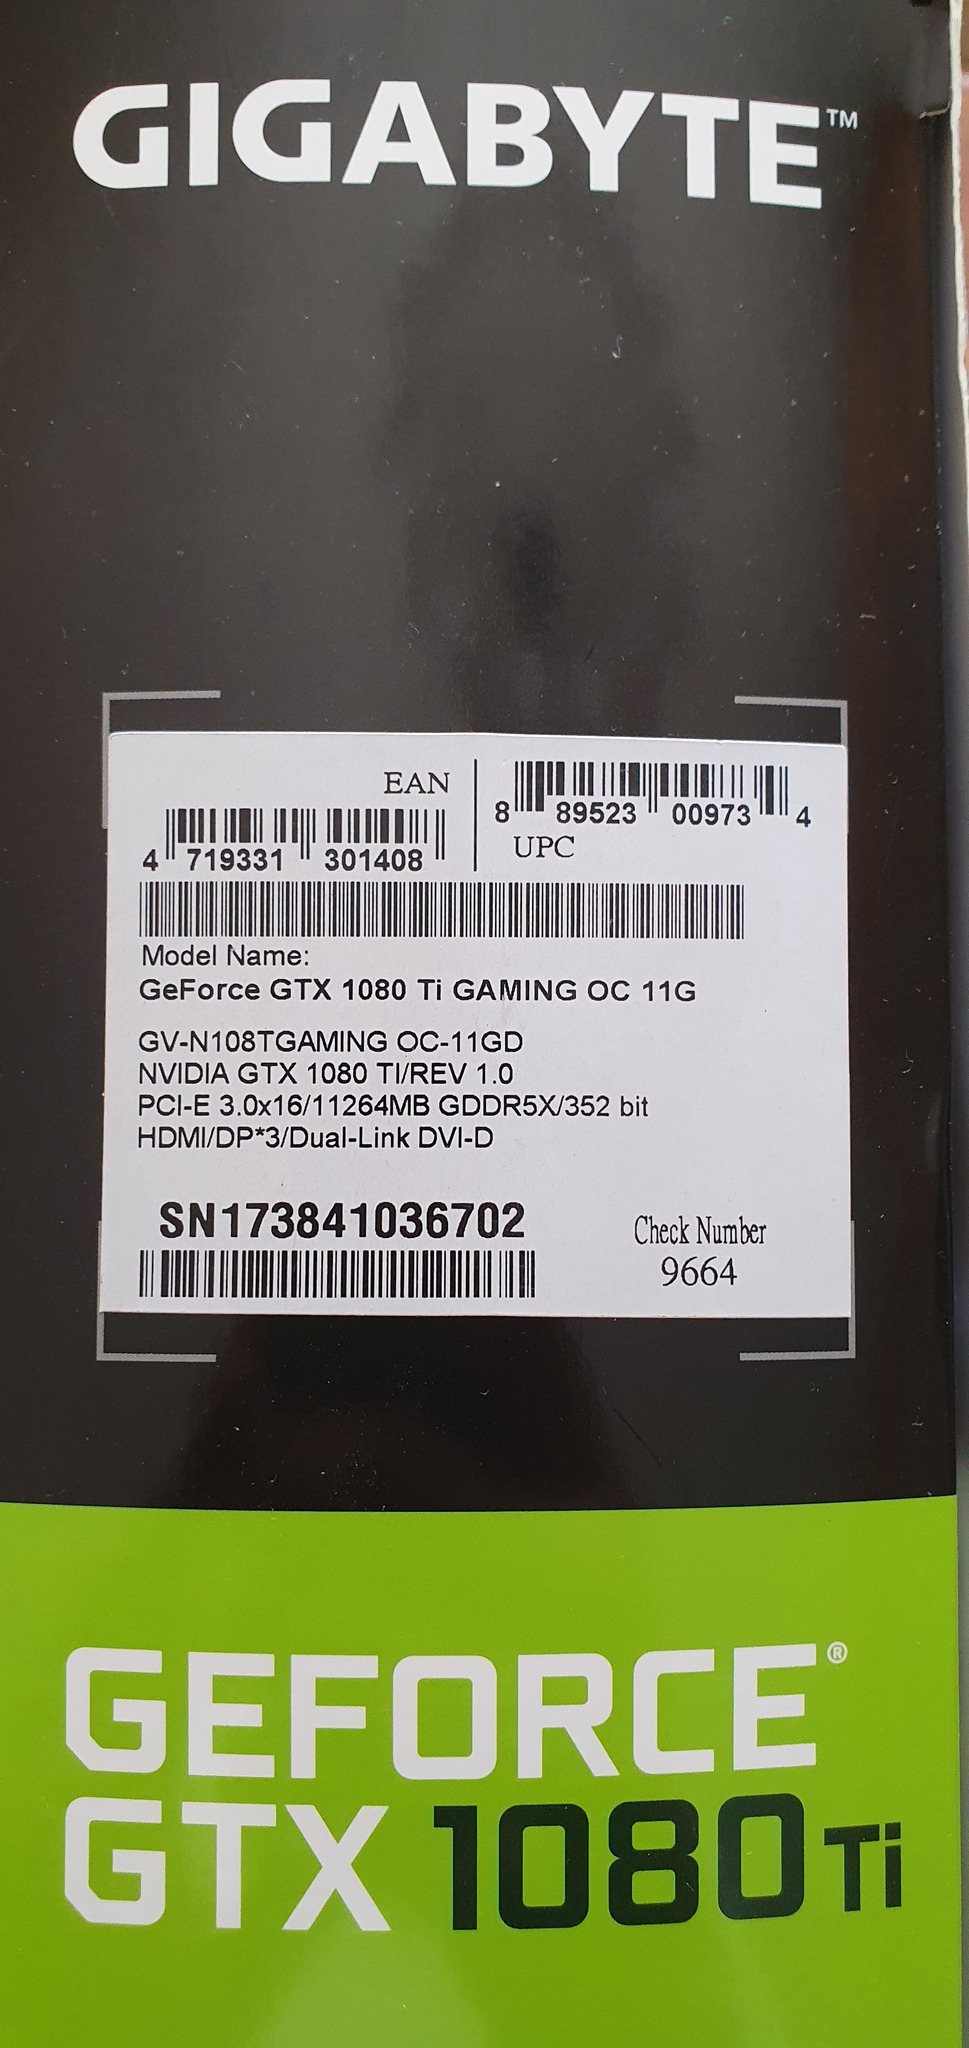 GIGABYTE™
EAN
4 719331 301408
8 89523 00973 4
UPC
Model Name:
GeForce GTX 1080 Ti GAMING OC 11G
GV-N108TGAMING OC-11GD
NVIDIA GTX 1080 TI/REV 1.0
PCI-E 3.0x16/11264MB GDDR5X/352 bit
HDMI/DP*3/Dual-Link DVI-D
SN173841036702
Check Number
9664
GEFORCE®
GTX 1080 Ti